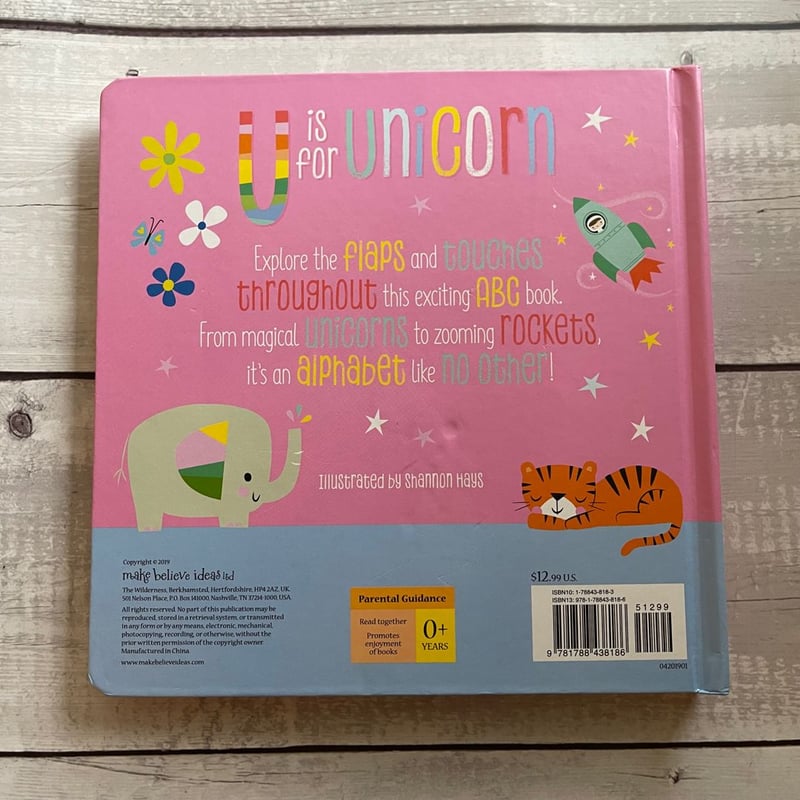 U is for unicorn
Explore the flaps and touches
throughout this exciting ABC book.
From magical unicorns to zooming rockets,
it's an alphabet like no other!
Illustrated by Shannon Hays
Copyright © 2019
make believe ideas ltd
The Wilderness, Berkhamsted, Hertfordshire, HP4 2AZ, UK.
501 Nelson Place, P.O. Box 141000, Nashville, TN 37214-1000, USA.
All rights reserved. No part of this publication may be
reproduced, stored in a retrieval system, or transmitted
in any form or by any means, electronic, mechanical,
photocopying, recording, or otherwise, without the
prior written permission of the copyright owner
Manufactured in China.
www.makebelieveideas.com
Parental Guidance
Read together
Promotes
enjoyment
of books
0+
YEARS
$12.99 U.S.
ISBN10: 1-78843-818-3
ISBN13: 978-1-78843-818-6
51299
9 781788 438186
04201901